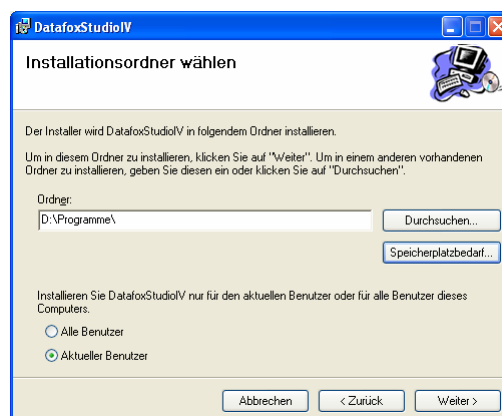 DatafoxStudioIV
Installationsordner wählen
Der Installer wird DatafoxStudioIV in folgendem Ordner installieren.
Um in diesem Ordner zu installieren, klicken Sie auf "Weiter". Um in einem anderen vorhandenen
Ordner zu installieren, geben Sie diesen ein oder klicken Sie auf "Durchsuchen".
Ordner:
D:\Programme\
Durchsuchen...
Speicherplatzbedarf...
Installieren Sie DatafoxStudioIV nur für den aktuellen Benutzer oder für alle Benutzer dieses
Computers.
Alle Benutzer
Aktueller Benutzer
Abbrechen < Zurück Weiter >